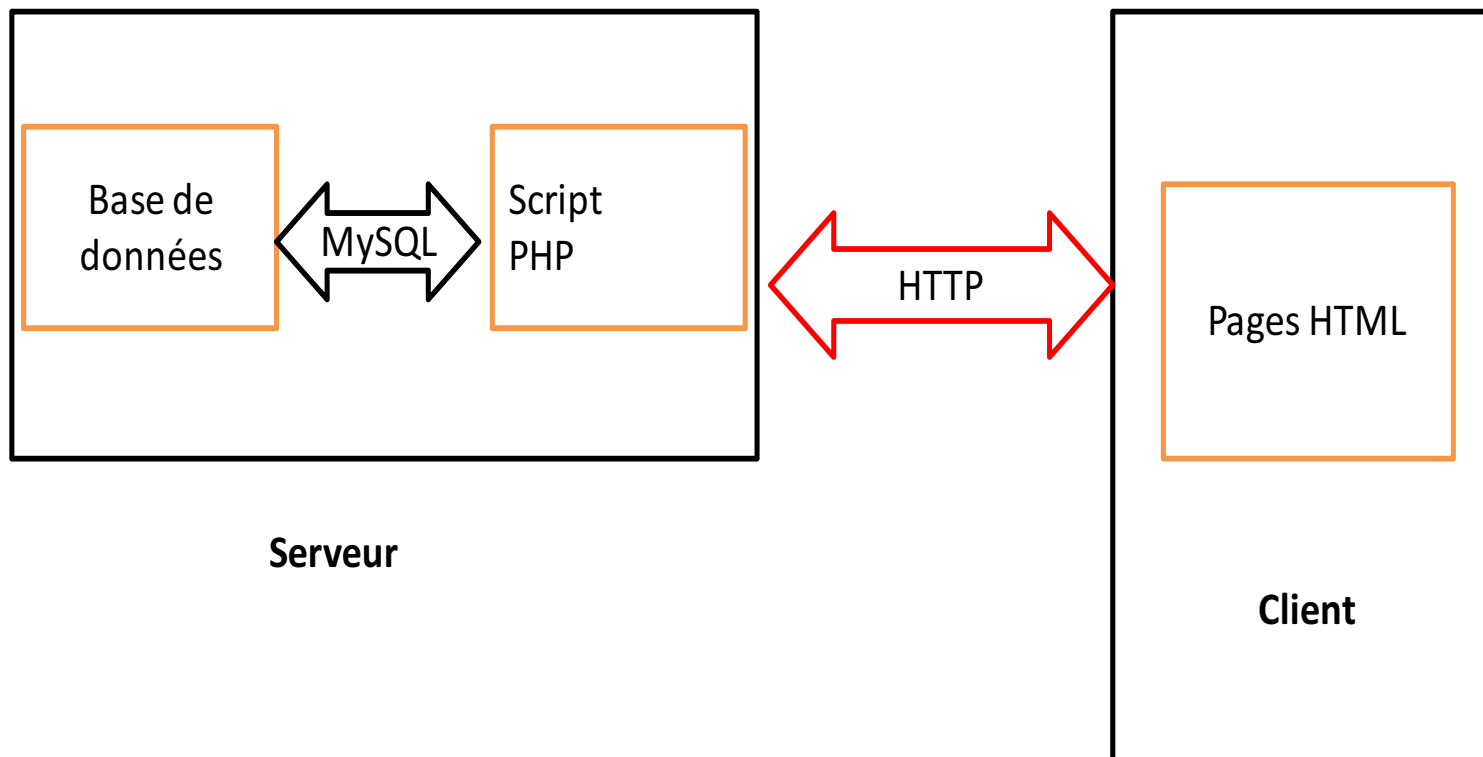 Base de
données
MySQL
Script
PHP
HTTP
Pages HTML
Serveur
Client